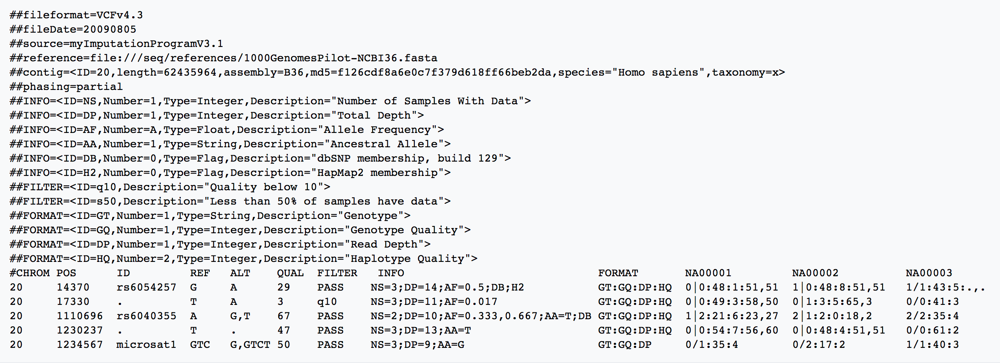 ##fileformat=VCFv4.3
##fileDate=20090805
##source=myImputationProgramV3.1
##reference=file:///seq/references/1000GenomesPilot-NCBI36.fasta
##contig=<ID=20,length=62435964,assembly=B36,md5=f126cdf8a6e0c7f379d618ff66beb2da,species="Homo sapiens",taxonomy=x>
##phasing=partial
##INFO=<ID=NS,Number=1,Type=Integer,Description="Number of Samples With Data">
##INFO=<ID=DP,Number=1,Type=Integer,Description="Total Depth">
##INFO=<ID=AF,Number=A,Type=Float,Description="Allele Frequency">
##INFO=<ID=AA,Number=1,Type=String,Description="Ancestral Allele">
##INFO=<ID=DB,Number=0,Type=Flag,Description="dbSNP membership, build 129">
##INFO=<ID=H2,Number=0,Type=Flag,Description="HapMap2 membership">
##FILTER=<ID=q10,Description="Quality below 10">
##FILTER=<ID=s50,Description="Less than 50% of samples have data">
##FORMAT=<ID=GT,Number=1,Type=String,Description="Genotype">
##FORMAT=<ID=GQ,Number=1,Type=Integer,Description="Genotype Quality">
##FORMAT=<ID=DP,Number=1,Type=Integer,Description="Read Depth">
##FORMAT=<ID=HQ,Number=2,Type=Integer,Description="Haplotype Quality">
#CHROM POS      ID         REF   ALT    QUAL  FILTER   INFO                             FORMAT       NA00001         NA00002          NA00003
20     14370    rs6054257  G     A      29    PASS    NS=3;DP=14;AF=0.5;DB;H2           GT:GQ:DP:HQ  0|0:48:1:51,51  1|0:48:8:51,51   1/1:43:5:.,.
20     17330    .          T     A      3     q10     NS=3;DP=11;AF=0.017               GT:GQ:DP:HQ  0|0:49:3:58,50  0|1:3:5:65,3     0/0:41:3
20     1110696  rs6040355  A     G,T    67    PASS    NS=2;DP=10;AF=0.333,0.667;AA=T;DB GT:GQ:DP:HQ  1|2:21:6:23,27  2|1:2:0:18,2     2/2:35:4
20     1230237  .          T     .      47    PASS    NS=3;DP=13;AA=T                   GT:GQ:DP:HQ  0|0:54:7:56,60  0|0:48:4:51,51   0/0:61:2
20     1234567  microsat1  GTC   G,GTCT 50    PASS    NS=3;DP=9;AA=G                    GT:GQ:DP     0/1:35:4        0/2:17:2         1/1:40:3